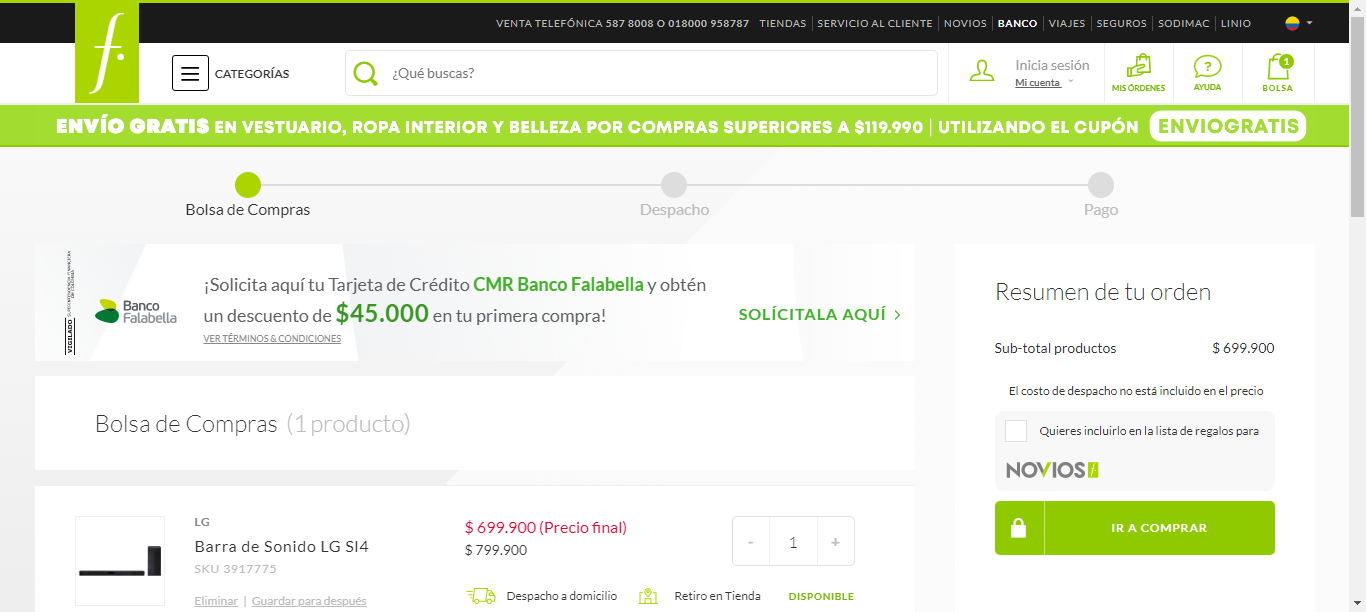 VENTA TELEFÓNICA 587 8008 O 018000 958787 TIENDAS SERVICIO AL CLIENTE NOVIOS BANCO VIAJES SEGUROS SODIMAC LINIO
f.
CATEGORÍAS
¿Qué buscas?
Inicia sesión
Mi cuenta
MIS ÓRDENES
AYUDA
1
BOLSA
ENVÍO GRATIS EN VESTUARIO, ROPA INTERIOR Y BELLEZA POR COMPRAS SUPERIORES A $119.990 | UTILIZANDO EL CUPÓN ENVIOGRATIS
Bolsa de Compras
Despacho
Pago
VIGILADO
Banco
Falabella
¡Solicita aquí tu Tarjeta de Crédito CMR Banco Falabella y obtén
un descuento de $45.000 en tu primera compra!
VER TÉRMINOS & CONDICIONES
SOLÍCITALA AQUÍ >
Bolsa de Compras (1 producto)
LG
Barra de Sonido LG Sl4
SKU 3917775
Eliminar | Guardar para después
$ 699.900 (Precio final)
$ 799.900
- 1 +
Despacho a domicilio
Retiro en Tienda
DISPONIBLE
Resumen de tu orden
Sub-total productos $ 699.900
El costo de despacho no está incluido en el precio
Quieres incluirlo en la lista de regalos para
NOVIOS f
IR A COMPRAR